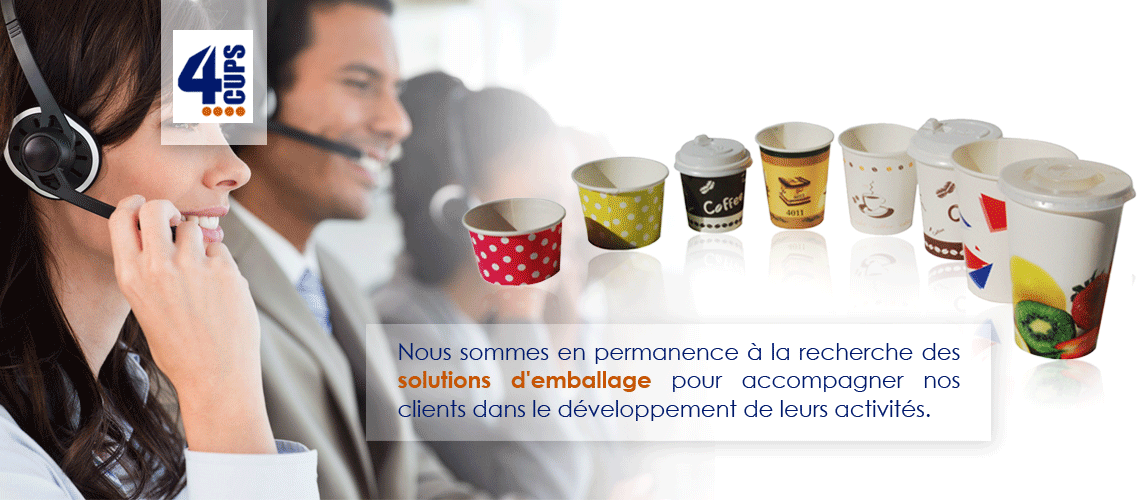 4
CUPS
Coffee
4011
Nous sommes en permanence à la recherche des
solutions d'emballage pour accompagner nos
clients dans le développement de leurs activités.